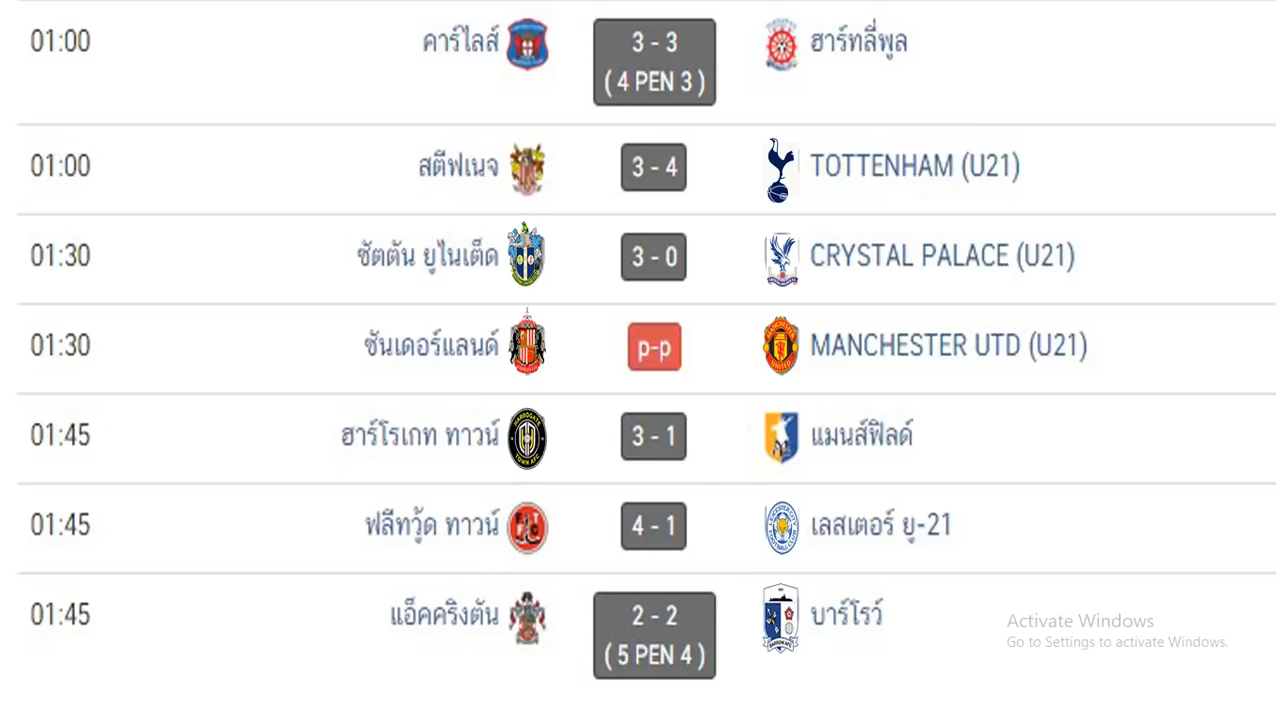 01:00 คาร์ไลส์ 3 - 3 ฮาร์ทลี่พูล
( 4 PEN 3 )
01:00 สตีฟเนจ 3 - 4 TOTTENHAM (U21)
01:30 ซัตตัน ยูไนเต็ด 3 - 0 CRYSTAL PALACE (U21)
01:30 ซันเดอร์แลนด์ p-p MANCHESTER UTD (U21)
01:45 ฮาร์โรเกท ทาวน์ 3 - 1 แมนส์ฟิลด์
01:45 ฟลีทวู้ด ทาวน์ 4 - 1 เลสเตอร์ ยู-21
01:45 แอ็คคริงตัน 2 - 2 บาร์โรว์
( 5 PEN 4 )
Activate Windows
Go to Settings to activate Windows.